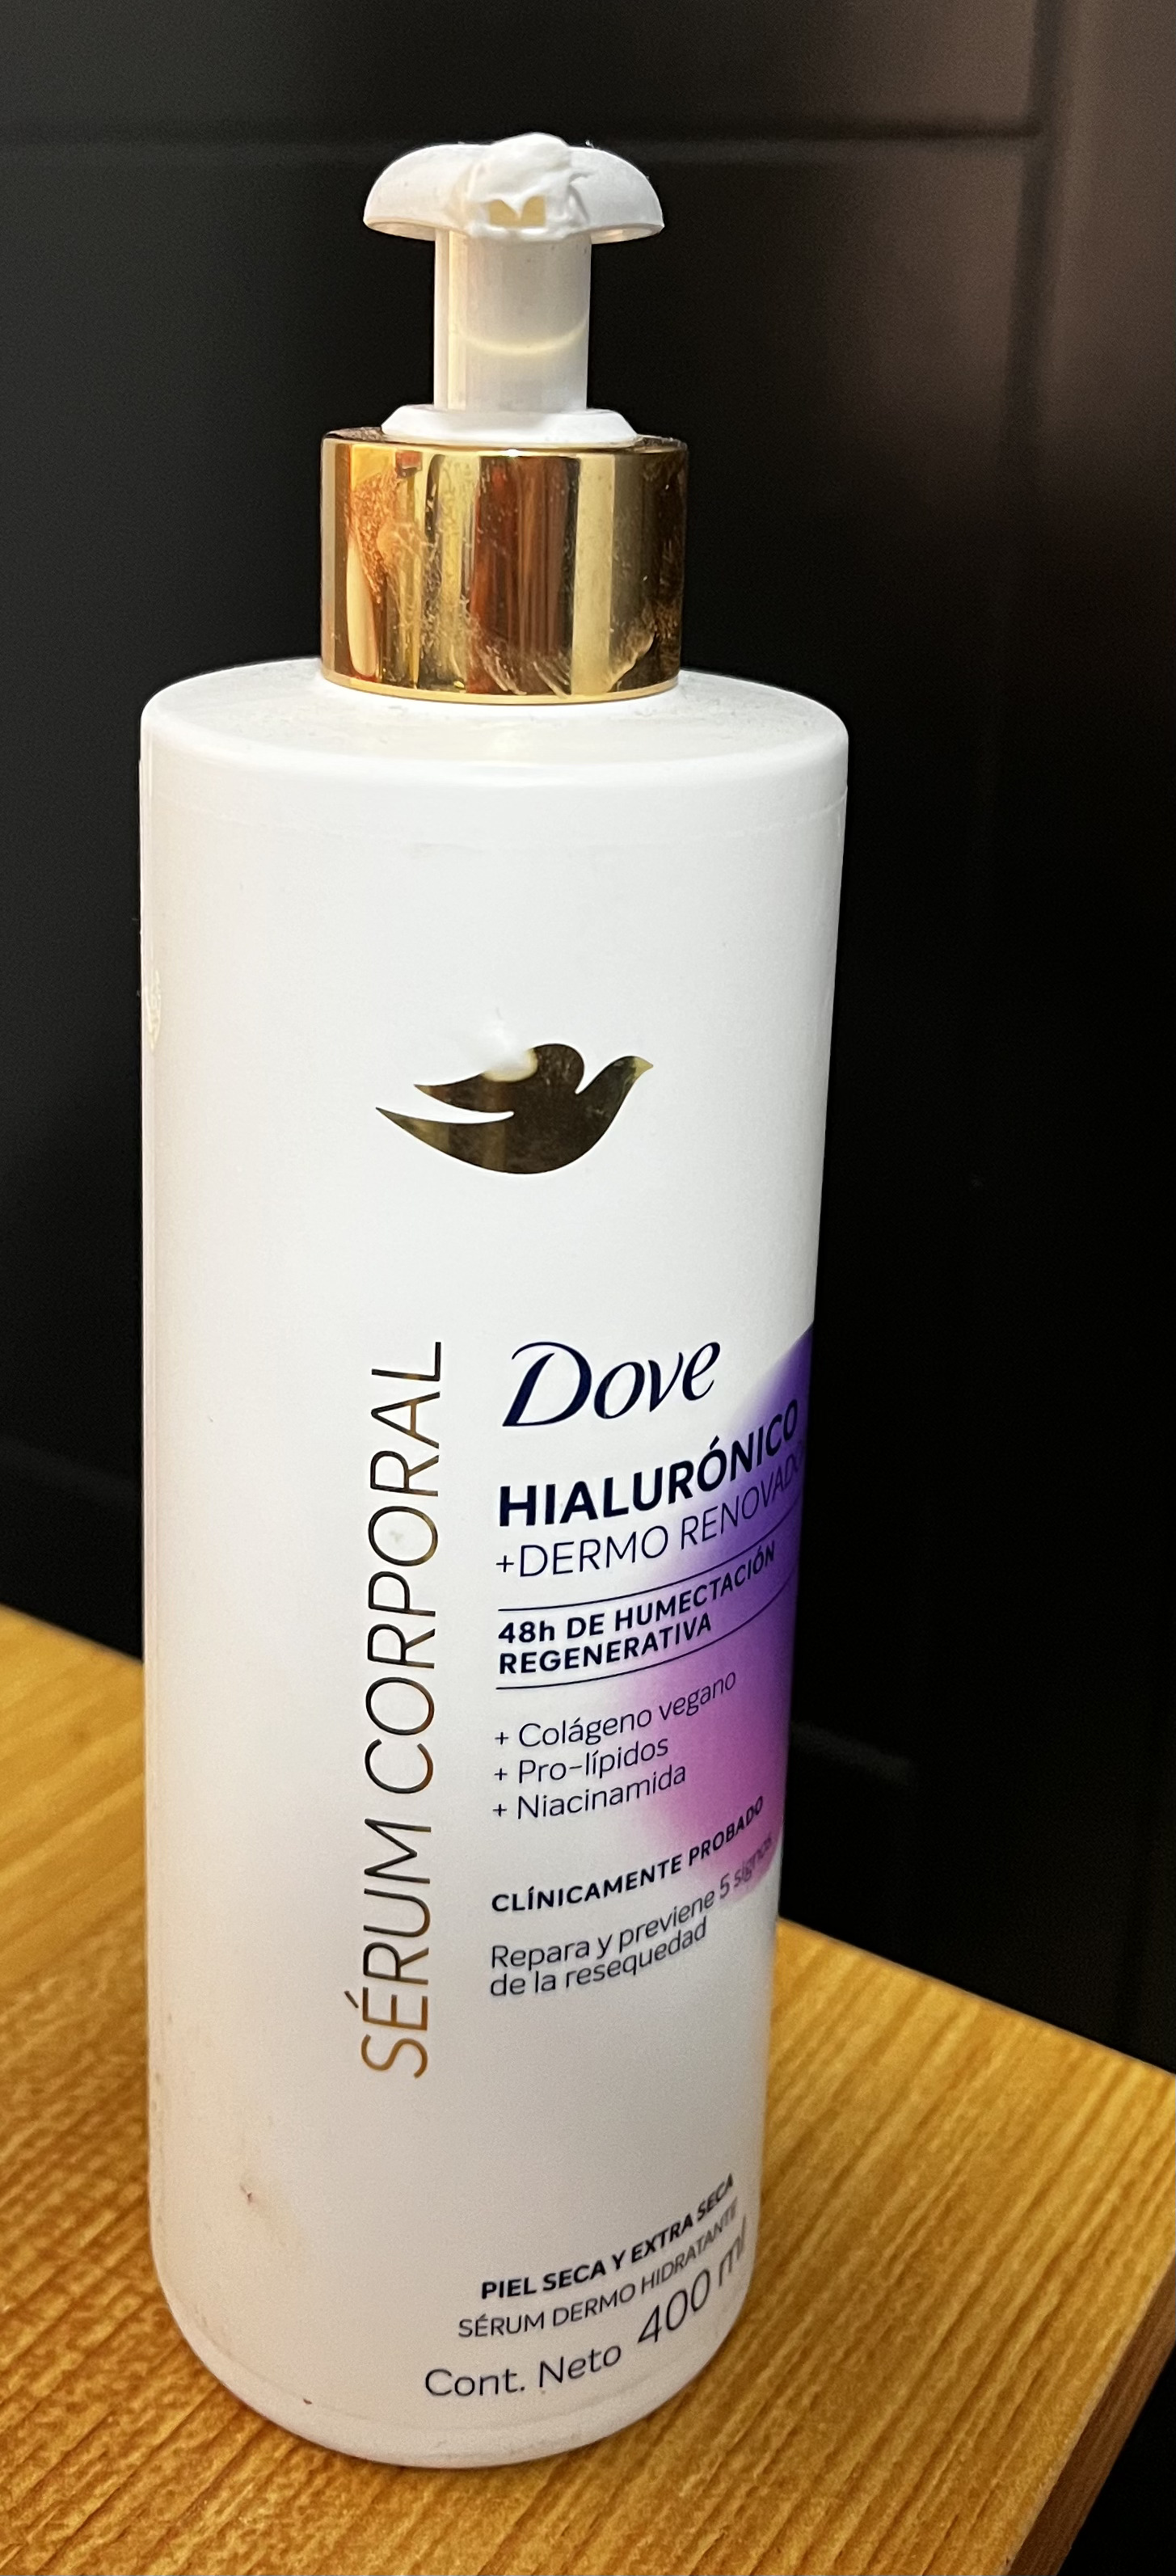 SÉRUM CORPORAL
Dove
HIALURÓNICO
+DERMO
48h DE HUMECTACIÓN
REGENERATIVA
+ Colágeno vegano
+ Pro-lípidos
+ Niacinamida
CLÍNICAMENTE PROBADO
Repara y previene 5 signos
de la resequedad
PIEL SECA Y EXTRA SECA
SÉRUM DERMO HIDRATANTE
Cont. Neto 400 ml